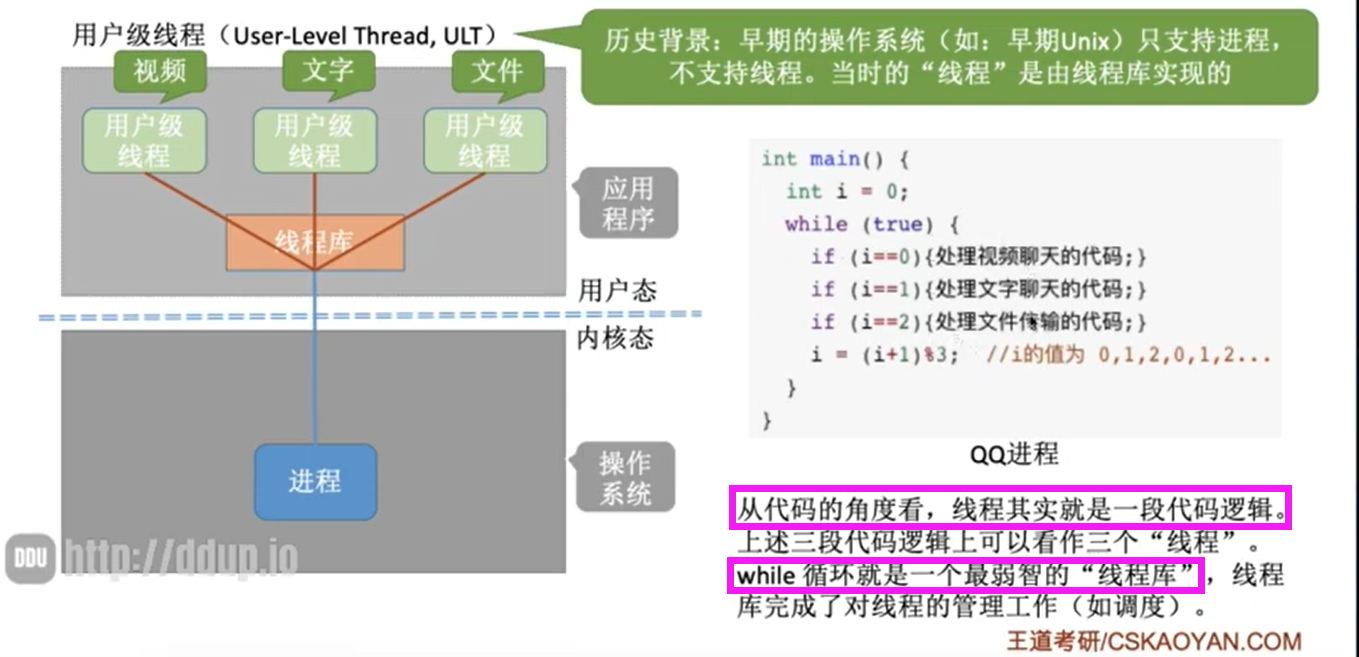 用户级线程（User-Level Thread, ULT）
历史背景：早期的操作系统（如：早期Unix）只支持进程，
不支持线程。当时的“线程”是由线程库实现的
视频
文字
文件
用户级
线程
用户级
线程
用户级
线程
应用
程序
线程库
用户态
内核态
进程
操作
系统
DDU http://ddup.io
int main() {
int i = 0;
while (true) {
if (i==0){处理视频聊天的代码;}
if (i==1){处理文字聊天的代码;}
if (i==2){处理文件传输的代码;}
i = (i+1)%3; //i的值为 0,1,2,0,1,2...
}
}
QQ进程
从代码的角度看，线程其实就是一段代码逻辑。
上述三段代码逻辑上可以看作三个“线程”。
while 循环就是一个最弱智的“线程库”，线程
库完成了对线程的管理工作（如调度）。
王道考研/CSKAOYAN.COM